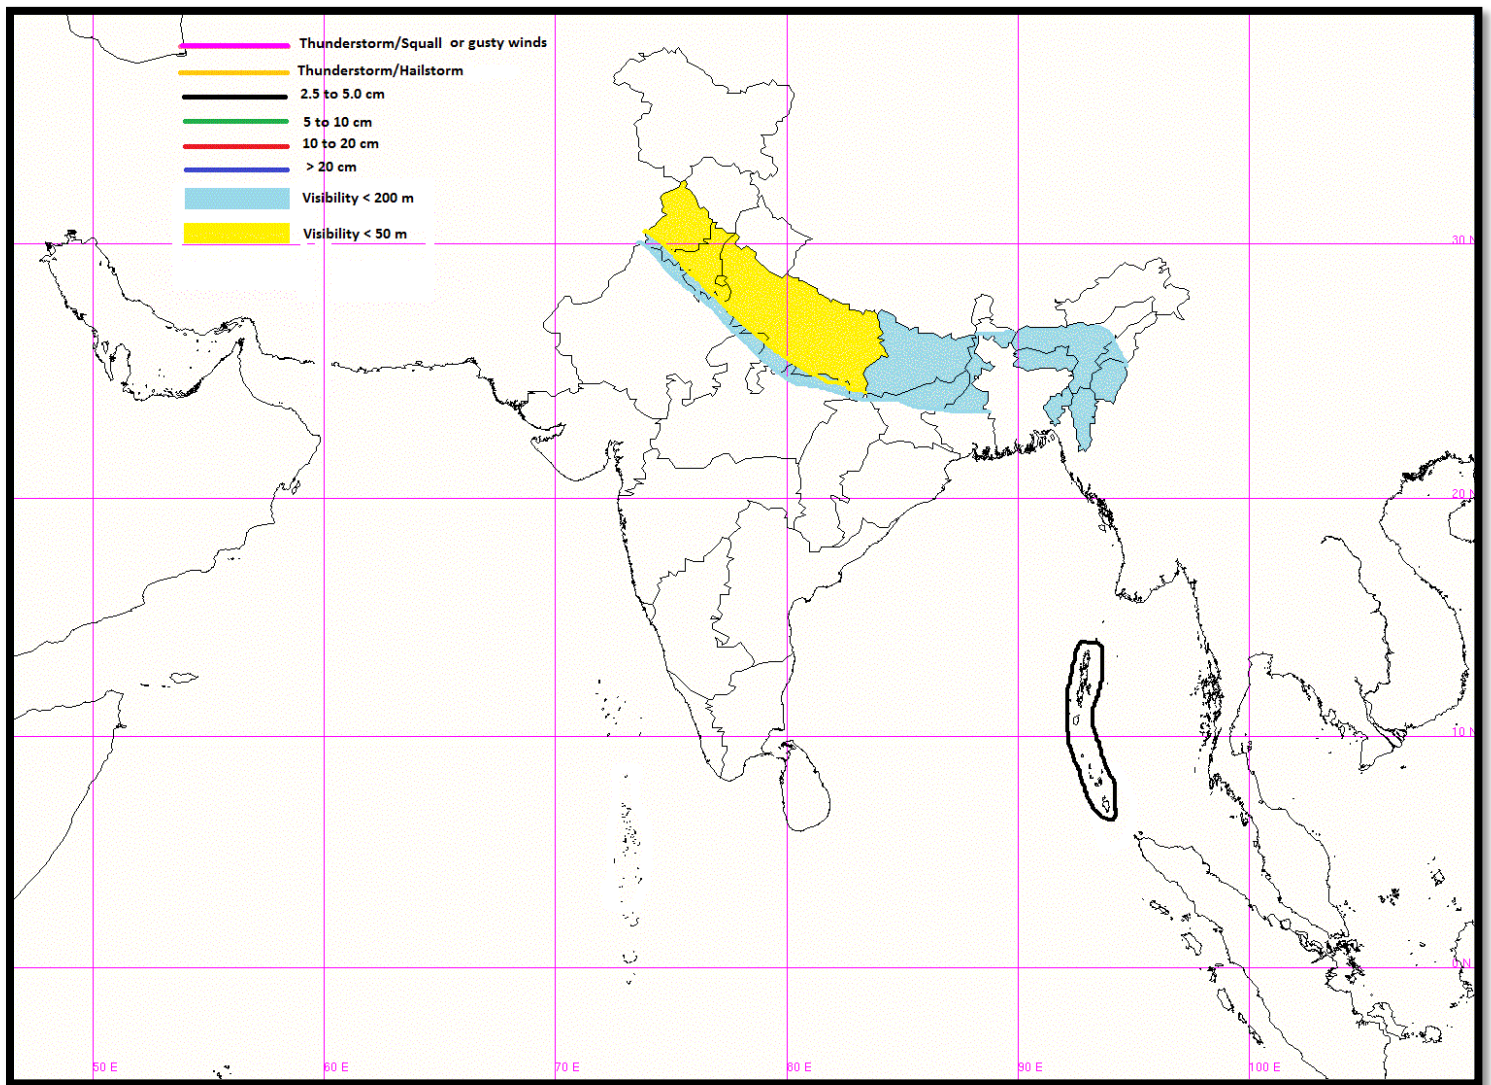 Thunderstorm/Squall or gusty winds
Thunderstorm/Hailstorm
2.5 to 5.0 cm
5 to 10 cm
10 to 20 cm
> 20 cm
Visibility < 200 m
Visibility < 50 m
30 N
20 N
10 N
0 N
50 E
60 E
70 E
80 E
90 E
100 E